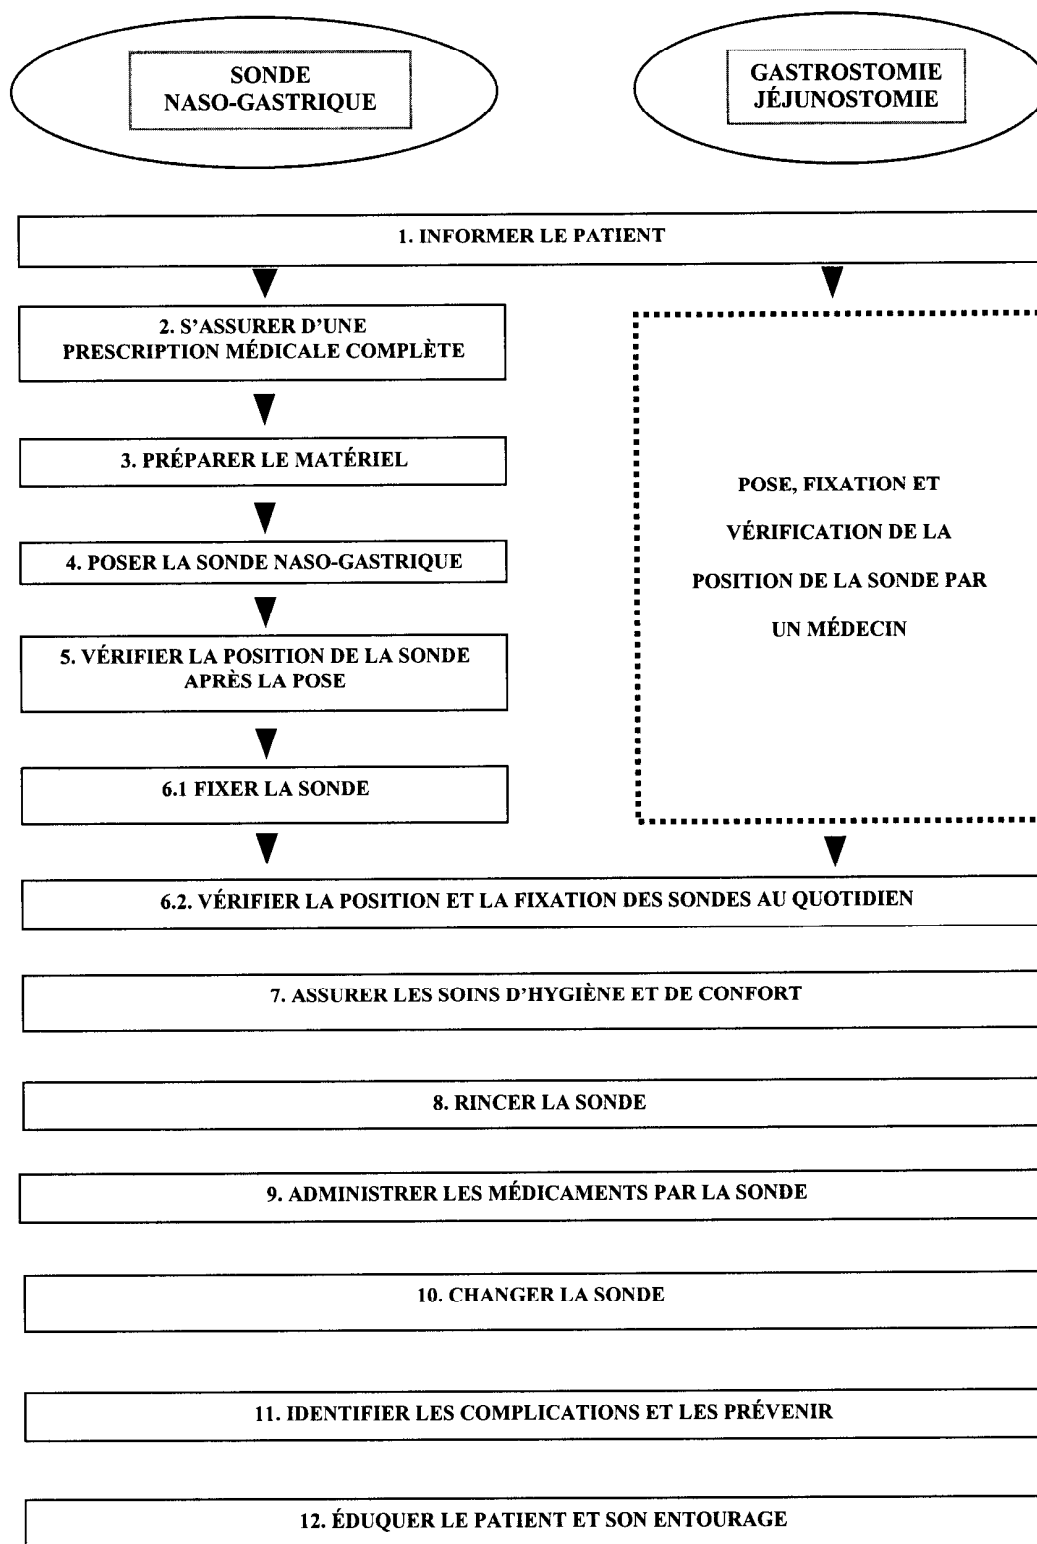 SONDE
NASO-GASTRIQUE
GASTROSTOMIE
JÉJUNOSTOMIE
1. INFORMER LE PATIENT
2. S'ASSURER D'UNE
PRESCRIPTION MÉDICALE COMPLÈTE
3. PRÉPARER LE MATÉRIEL
4. POSER LA SONDE NASO-GASTRIQUE
5. VÉRIFIER LA POSITION DE LA SONDE
APRÈS LA POSE
6.1 FIXER LA SONDE
POSE, FIXATION ET
VÉRIFICATION DE LA
POSITION DE LA SONDE PAR
UN MÉDECIN
6.2. VÉRIFIER LA POSITION ET LA FIXATION DES SONDES AU QUOTIDIEN
7. ASSURER LES SOINS D'HYGIÈNE ET DE CONFORT
8. RINCER LA SONDE
9. ADMINISTRER LES MÉDICAMENTS PAR LA SONDE
10. CHANGER LA SONDE
11. IDENTIFIER LES COMPLICATIONS ET LES PRÉVENIR
12. ÉDUQUER LE PATIENT ET SON ENTOURAGE